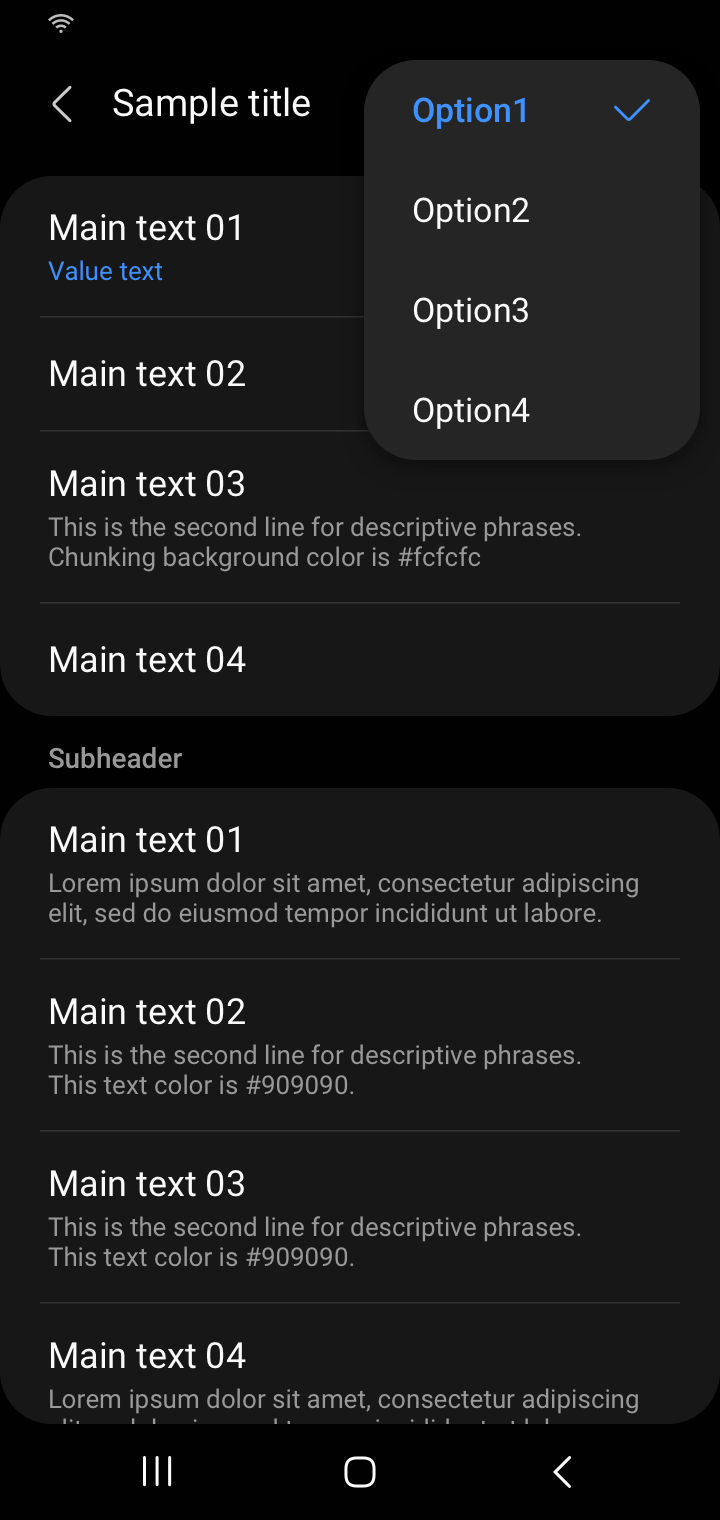 Sample title
Option1
Option2
Option3
Option4
Main text 01
Value text
Main text 02
Main text 03
This is the second line for descriptive phrases.
Chunking background color is #fcfcfc
Main text 04
Subheader
Main text 01
Lorem ipsum dolor sit amet, consectetur adipiscing
elit, sed do eiusmod tempor incididunt ut labore.
Main text 02
This is the second line for descriptive phrases.
This text color is #909090.
Main text 03
This is the second line for descriptive phrases.
This text color is #909090.
Main text 04
Lorem ipsum dolor sit amet, consectetur adipiscing